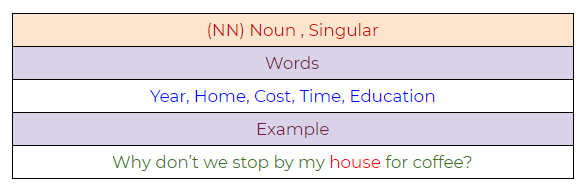 (NN) Noun , Singular
Words
Year, Home, Cost, Time, Education
Example
Why don’t we stop by my house for coffee?